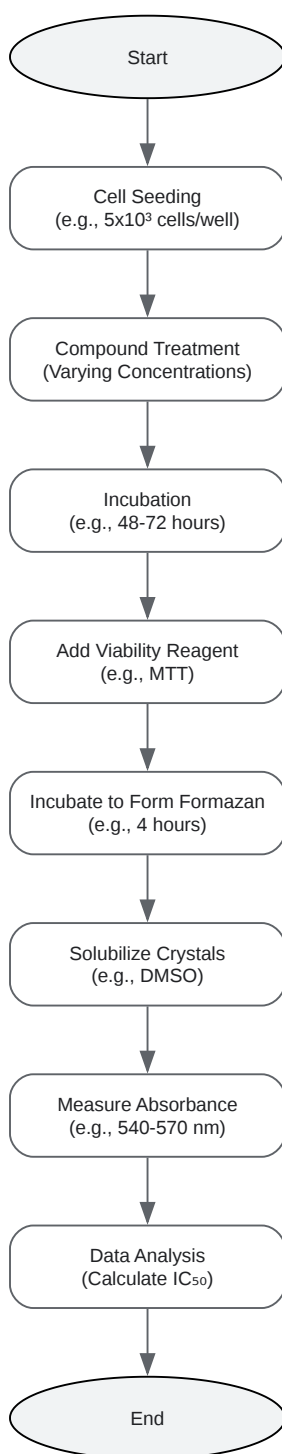 Start
Cell Seeding
(e.g., 5x10³ cells/well)
Compound Treatment
(Varying Concentrations)
Incubation
(e.g., 48-72 hours)
Add Viability Reagent
(e.g., MTT)
Incubate to Form Formazan
(e.g., 4 hours)
Solubilize Crystals
(e.g., DMSO)
Measure Absorbance
(e.g., 540-570 nm)
Data Analysis
(Calculate IC₅₀)
End